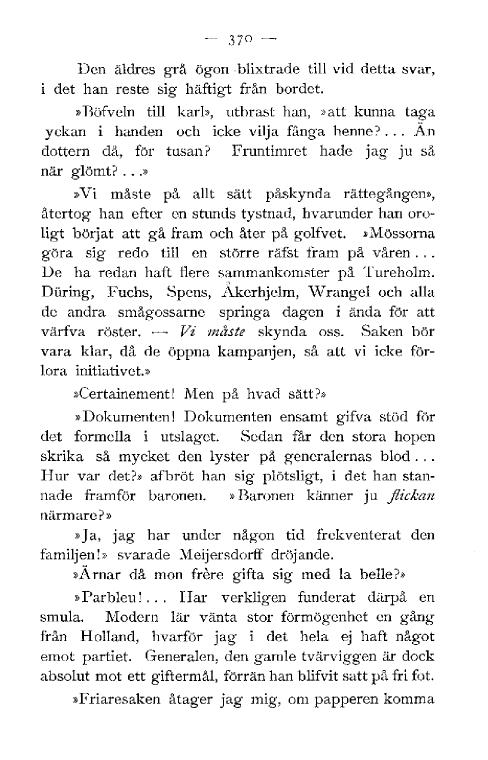 — 370 —
Den äldres grå ögon blixtrade till vid detta svar,
i det han reste sig häftigt från bordet.
»Böfveln till karl», utbrast han, »att kunna taga
yckan i handen och icke vilja fånga henne? . . . Än
dottern då, för tusan? Fruntimret hade jag ju så
när glömt? . . .»
»Vi måste på allt sätt påskynda rättegången»,
återtog han efter en stunds tystnad, hvarunder han oro-
ligt börjat att gå fram och åter på golfvet. »Mössorna
göra sig redo till en större räfst fram på våren . . .
De ha redan haft flere sammankomster på Tureholm.
Düring, Fuchs, Spens, Åkerhjelm, Wrangel och alla
de andra smågossarne springa dagen i ända för att
värfva röster. — Vi måste skynda oss. Saken bör
vara klar, då de öppna kampanjen, så att vi icke för-
lora initiativet.»
»Certainement! Men på hvad sätt?»
»Dokumenten! Dokumenten ensamt gifva stöd för
det formella i utslaget. Sedan får den stora hopen
skrika så mycket den lyster på generalernas blod . . .
Hur var det?» afbröt han sig plötsligt, i det han stan-
nade framför baronen. »Baronen känner ju flickan
närmare?»
»Ja, jag har under någon tid frekventerat den
familjen!» svarade Meijersdorff dröjande.
»Ärnar då mon frère gifta sig med la belle?»
»Parbleu! . . . Har verkligen funderat därpå en
smula. Modern lär vänta stor förmögenhet en gång
från Holland, hvarför jag i det hela ej haft något
emot partiet. Generalen, den gamle tvärviggen är dock
absolut mot ett giftermål, förrän han blifvit satt på fri fot.
»Friaresaken åtager jag mig, om papperen komma